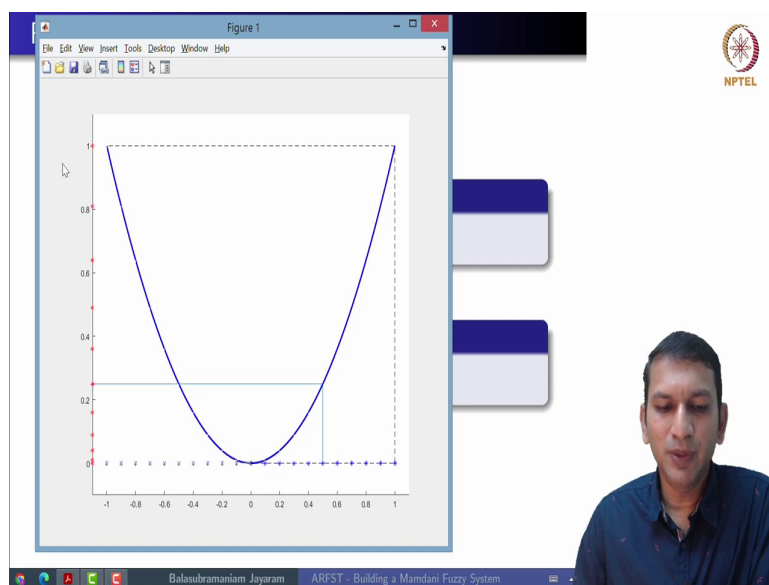 Figure 1
File Edit View Insert Tools Desktop Window Help
NPTEL
1
0.8
0.6
0.4
0.2
0
-1 -0.8 -0.6 -0.4 -0.2 0 0.2 0.4 0.6 0.8 1
Balasubramaniam Jayaram ARFST - Building a Mamdani Fuzzy System